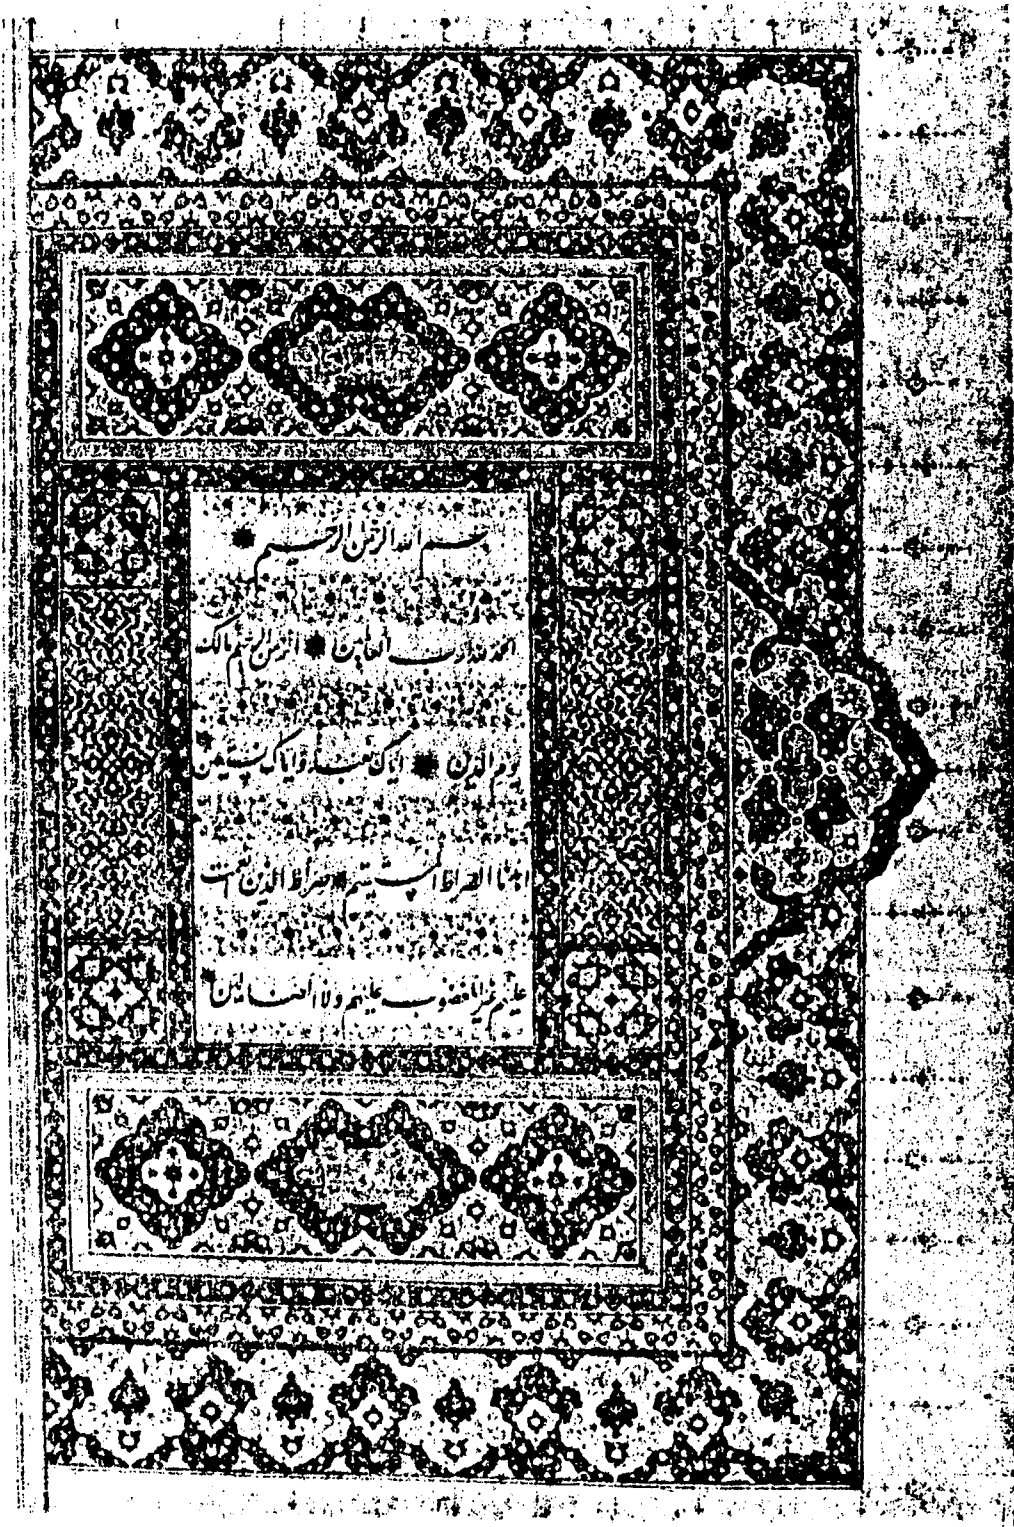 بسم الله الرحمن الرحيم
الحمد لله رب العالمين الرحمن الرحيم مالك
يوم الدين اياك نعبد واياك نستعين
اهدنا الصراط المستقيم صراط الذين انعمت
عليهم غير المغضوب عليهم ولا الضالين